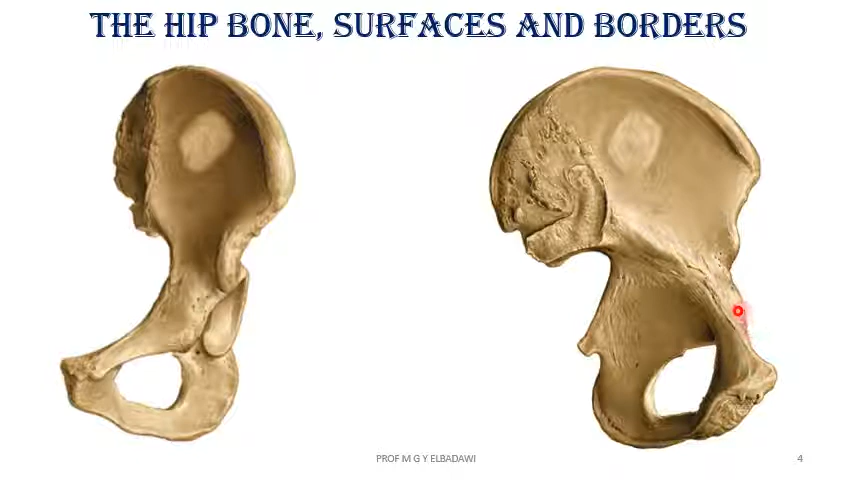 THE HIP BONE, SURFACES AND BORDERS
PROF M G Y ELBADAWI
4